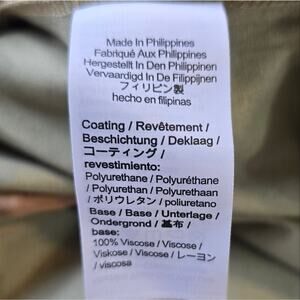 Made In Philippines
Fabriqué Aux Philippines
Hergestellt In Den Philippinen
Vervaardigd In De Filippijnen
フィリピン製
hecho en filipinas
Coating / Revêtement /
Beschichtung / Deklaag /
コーティング /
revestimiento:
Polyurethane / Polyuréthane /
Polyurethan / Polyurethaan
/ ポリウレタン / poliuretano
Base / Base / Unterlage /
Ondergrond / 基布 /
base:
100% Viscose / Viscose /
Viskose / Viscose / レーヨン
/ viscosa